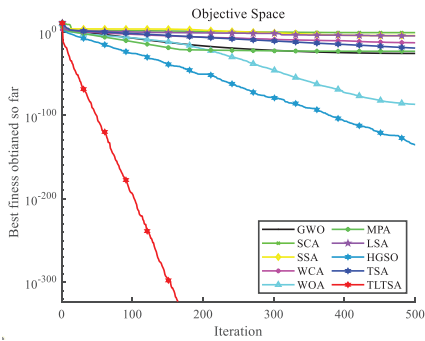 Objective Space
Best finess obtianed so far
10^0
10^-100
10^-200
10^-300
0 100 200 300 400 500
Iteration
GWO MPA
SCA LSA
SSA HGSO
WCA TSA
WOA TLTSA